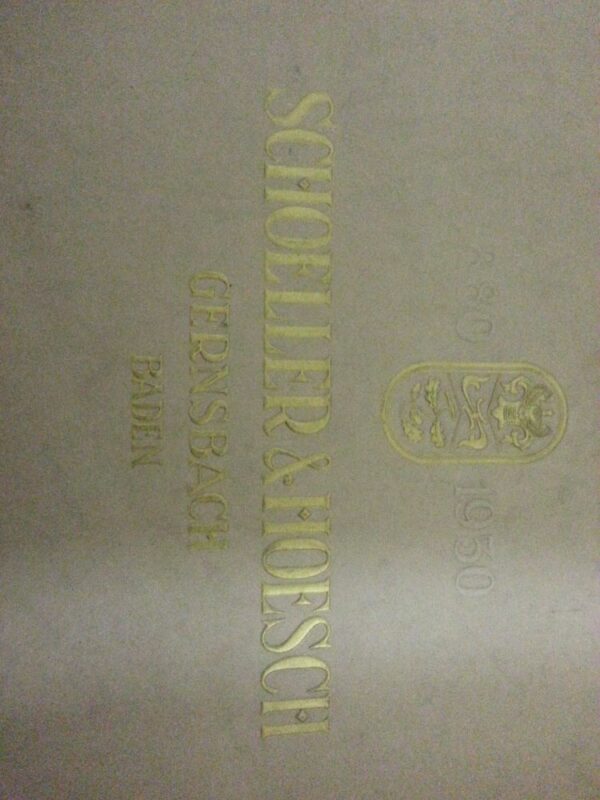 1950
SCHOELLER & HOESCH
GERNSBACH
BADEN